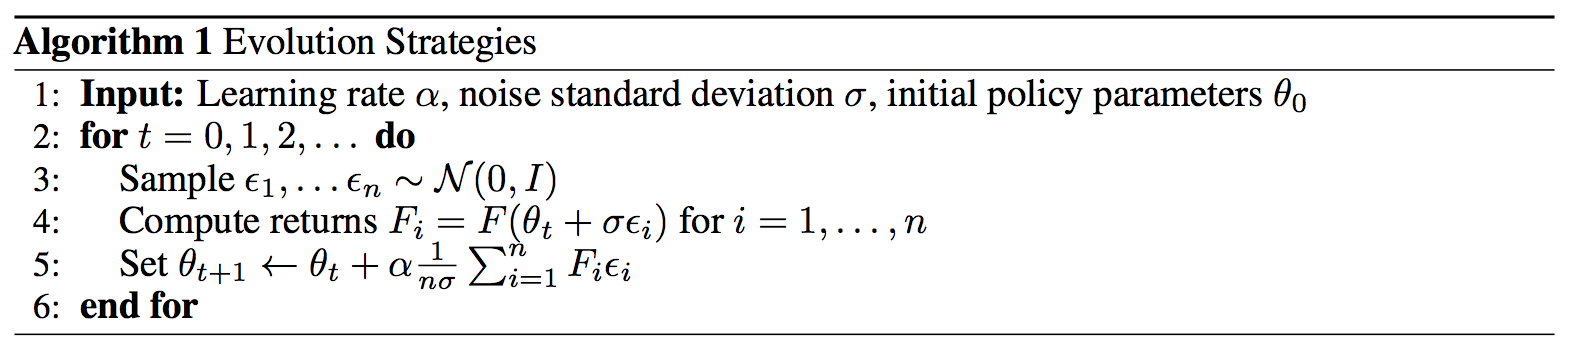 Algorithm 1 Evolution Strategies
1: Input: Learning rate α, noise standard deviation σ, initial policy parameters θ₀
2: for t = 0, 1, 2, . . . do
3: Sample ϵ₁, . . . ϵₙ ∼ 𝒩(0, I)
4: Compute returns Fᵢ = F(θₜ + σϵᵢ) for i = 1, . . . , n
5: Set θₜ₊₁ ← θₜ + α 1/(nσ) ∑ⁿᵢ₌₁ Fᵢϵᵢ
6: end for